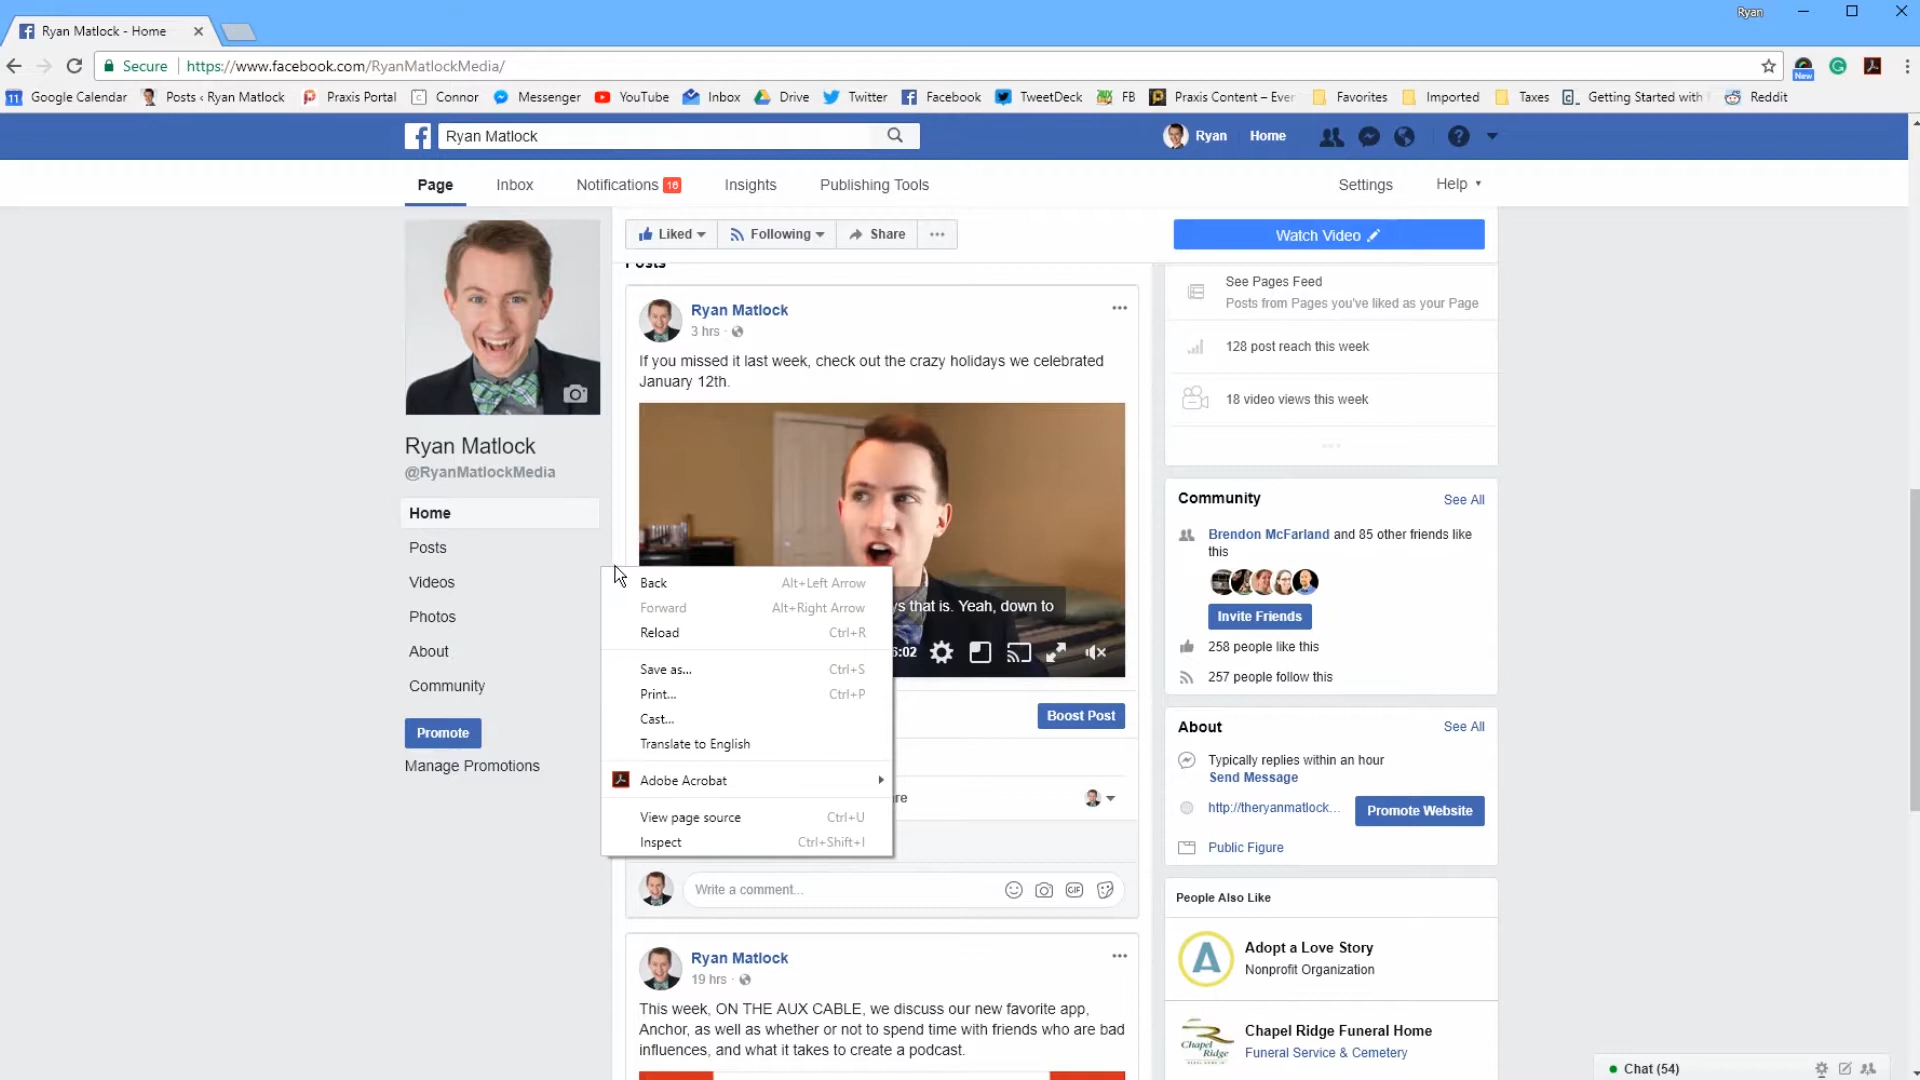 Ryan Matlock - Home
Ryan
Secure
https://www.facebook.com/RyanMatlockMedia/
New
11 Google Calendar
Posts ‹ Ryan Matlock
Praxis Portal
Connor
Messenger
YouTube
Inbox
Drive
Twitter
Facebook
TweetDeck
FB
Praxis Content – Ever
Favorites
Imported
Taxes
Getting Started with
Reddit
Ryan Matlock
Ryan
Home
Page
Inbox
Notifications 16
Insights
Publishing Tools
Settings
Help
Liked
Following
Share
Watch Video
Posts
Ryan Matlock
@RyanMatlockMedia
Home
Posts
Videos
Photos
About
Community
Promote
Manage Promotions
Ryan Matlock
3 hrs ·
If you missed it last week, check out the crazy holidays we celebrated
January 12th.
s that is. Yeah, down to
6:02
Back Alt+Left Arrow
Forward Alt+Right Arrow
Reload Ctrl+R
Save as... Ctrl+S
Print... Ctrl+P
Cast...
Translate to English
Adobe Acrobat
View page source Ctrl+U
Inspect Ctrl+Shift+I
Boost Post
re
Write a comment...
GIF
Ryan Matlock
19 hrs ·
This week, ON THE AUX CABLE, we discuss our new favorite app,
Anchor, as well as whether or not to spend time with friends who are bad
influences, and what it takes to create a podcast.
See Pages Feed
Posts from Pages you've liked as your Page
128 post reach this week
18 video views this week
Community
See All
Brendon McFarland and 85 other friends like
this
Invite Friends
258 people like this
257 people follow this
About
See All
Typically replies within an hour
Send Message
http://theryanmatlock...
Promote Website
Public Figure
People Also Like
A
Adopt a Love Story
Nonprofit Organization
Chapel
Ridge
Chapel Ridge Funeral Home
Funeral Service & Cemetery
Chat (54)